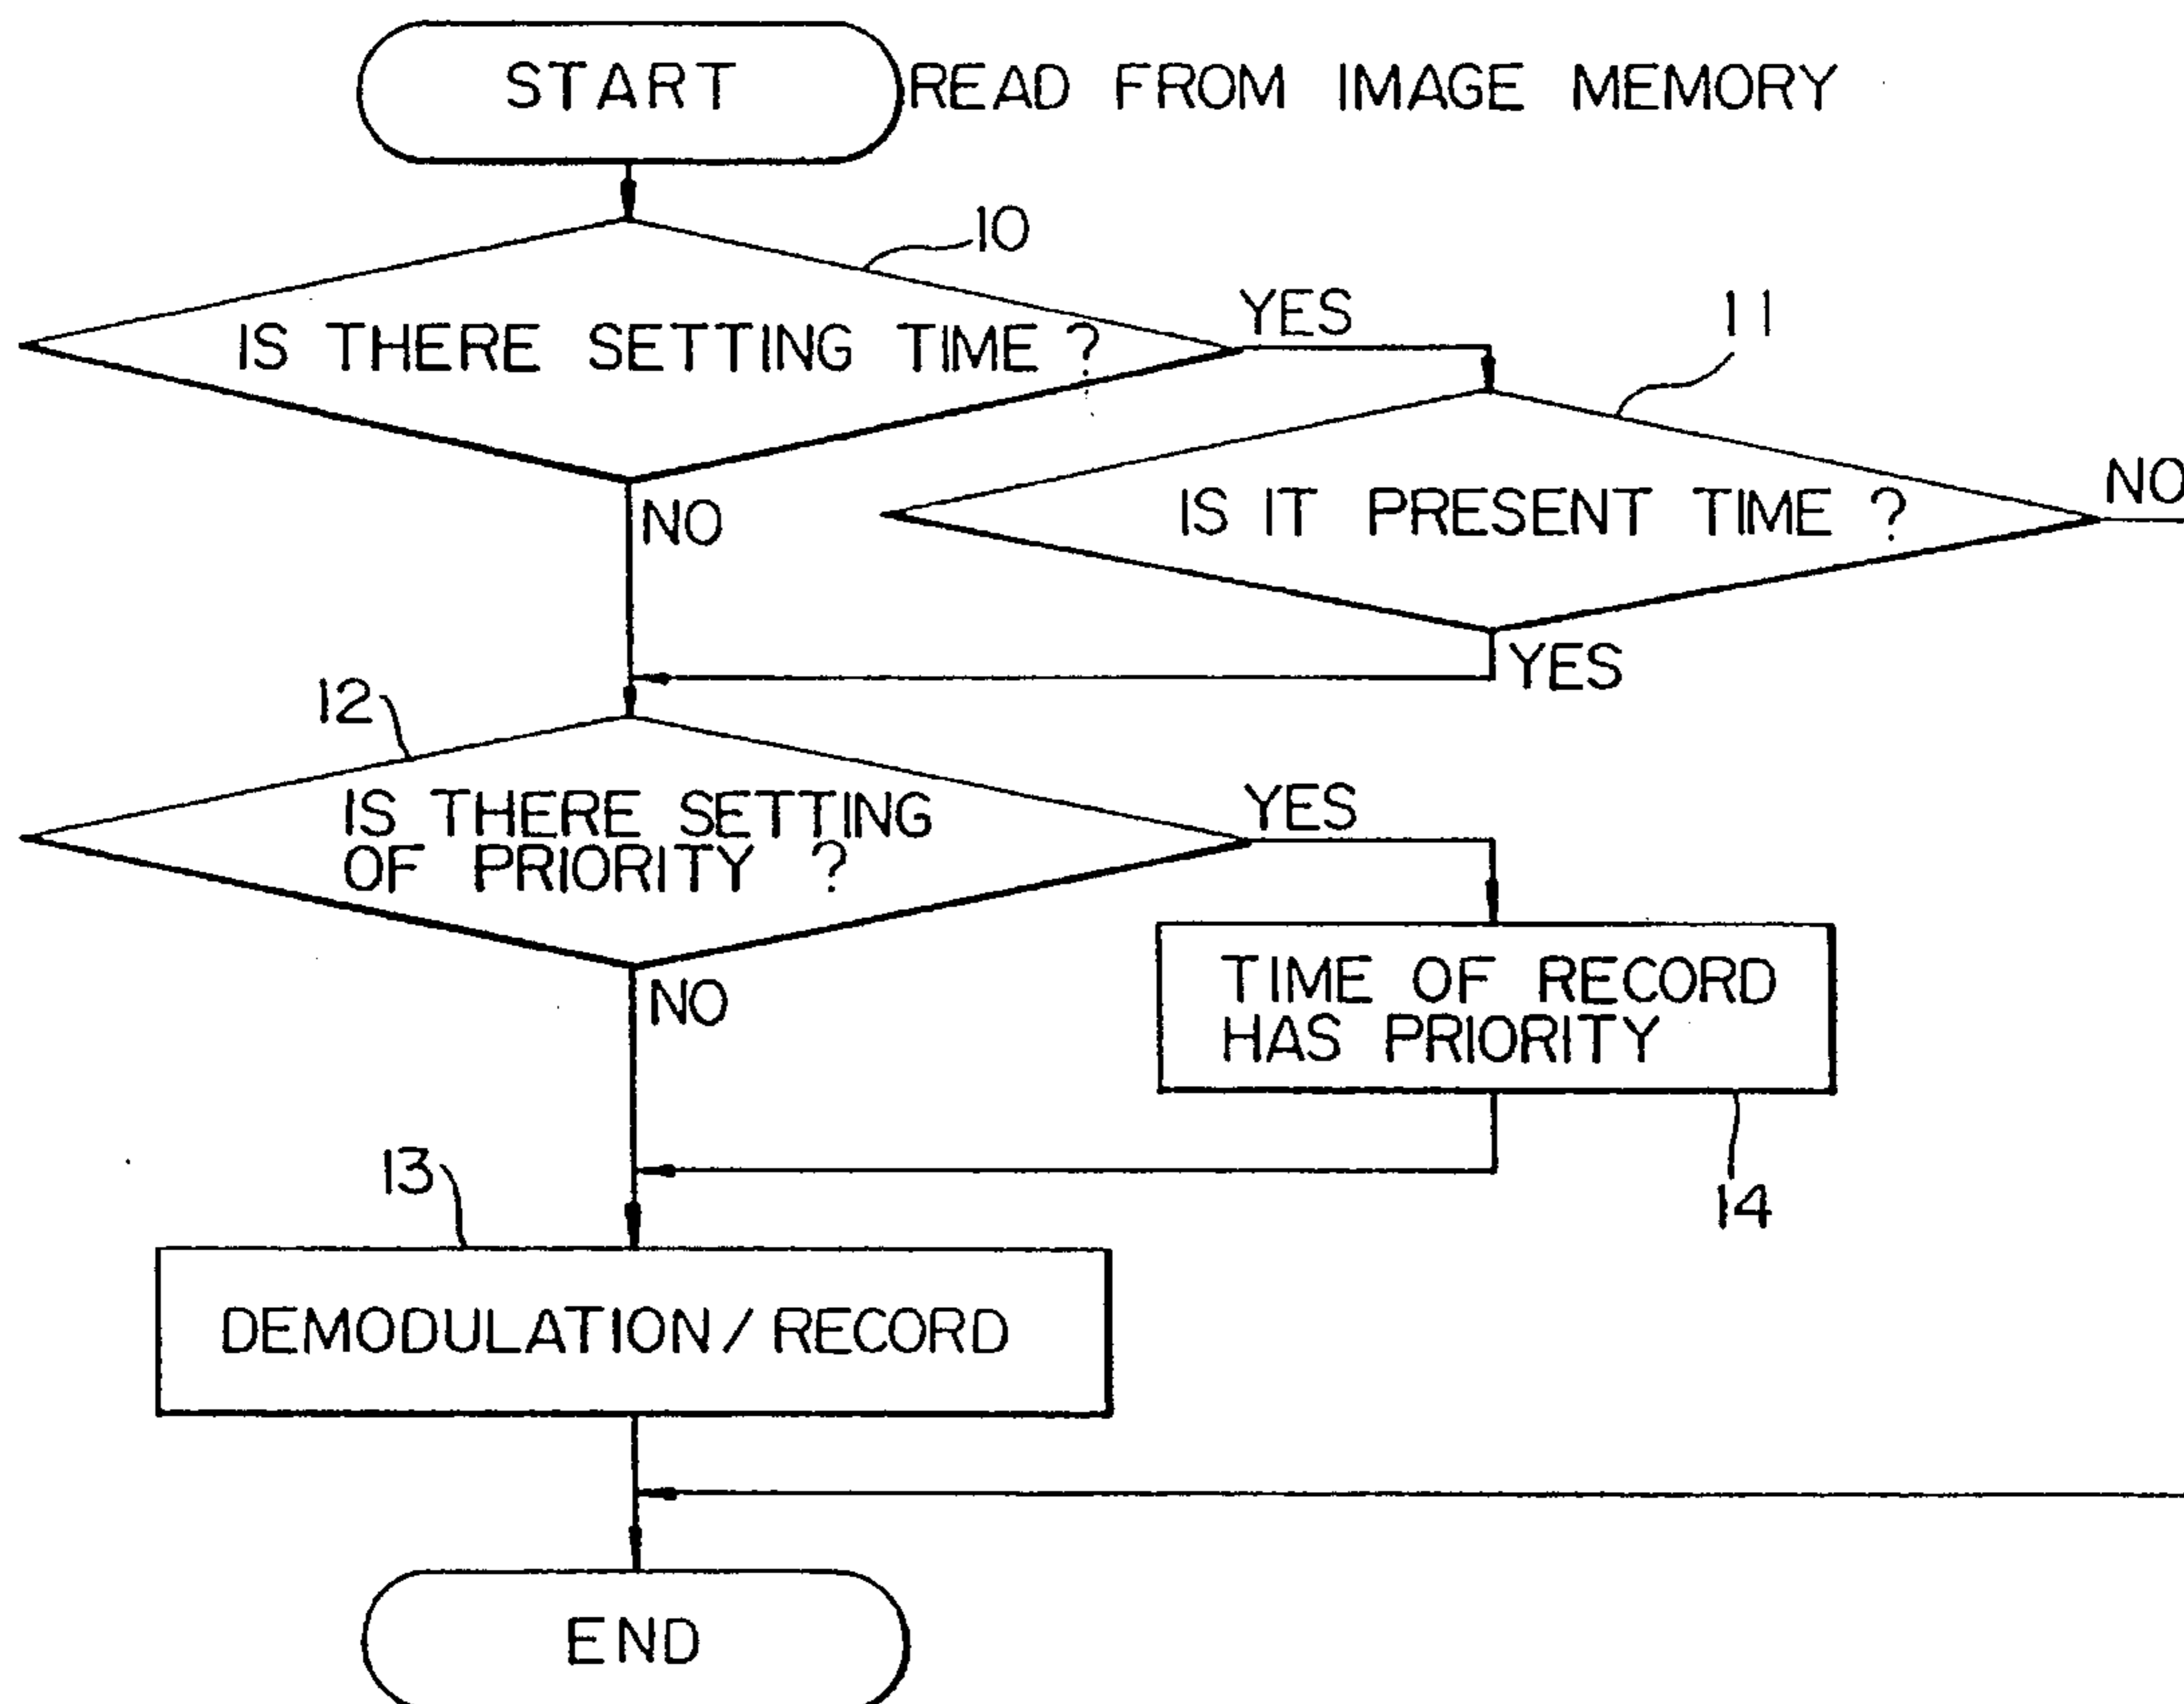 START
READ FROM IMAGE MEMORY
10
IS THERE SETTING TIME ?
YES
11
IS IT PRESENT TIME ?
NO
NO
YES
12
IS THERE SETTING
OF PRIORITY ?
YES
TIME OF RECORD
HAS PRIORITY
NO
14
13
DEMODULATION/RECORD
END